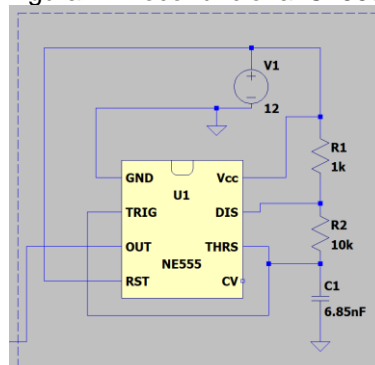 V1
12
R1
1k
GND
Vcc
U1
TRIG
DIS
R2
10k
OUT
THRS
NE555
RST
CV
C1
6.85nF